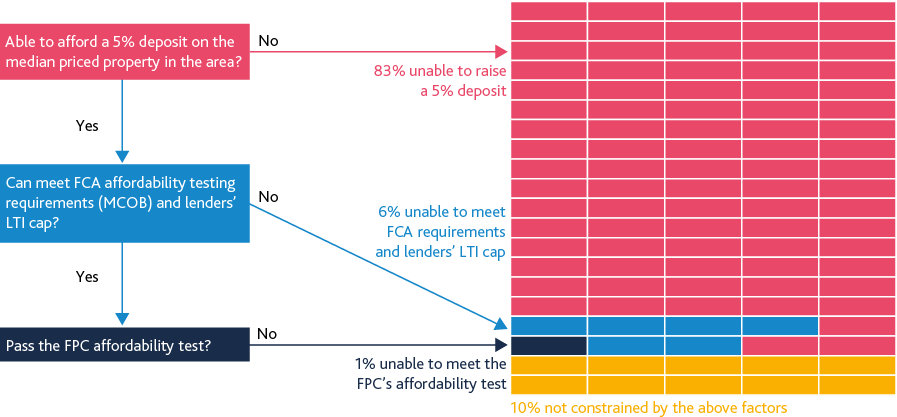 Able to afford a 5% deposit on the
median priced property in the area?
No
83% unable to raise
a 5% deposit
Yes
Can meet FCA affordability testing
requirements (MCOB) and lenders’
LTI cap?
No
6% unable to meet
FCA requirements
and lenders’ LTI cap
Yes
Pass the FPC affordability test?
No
1% unable to meet the
FPC’s affordability test
10% not constrained by the above factors